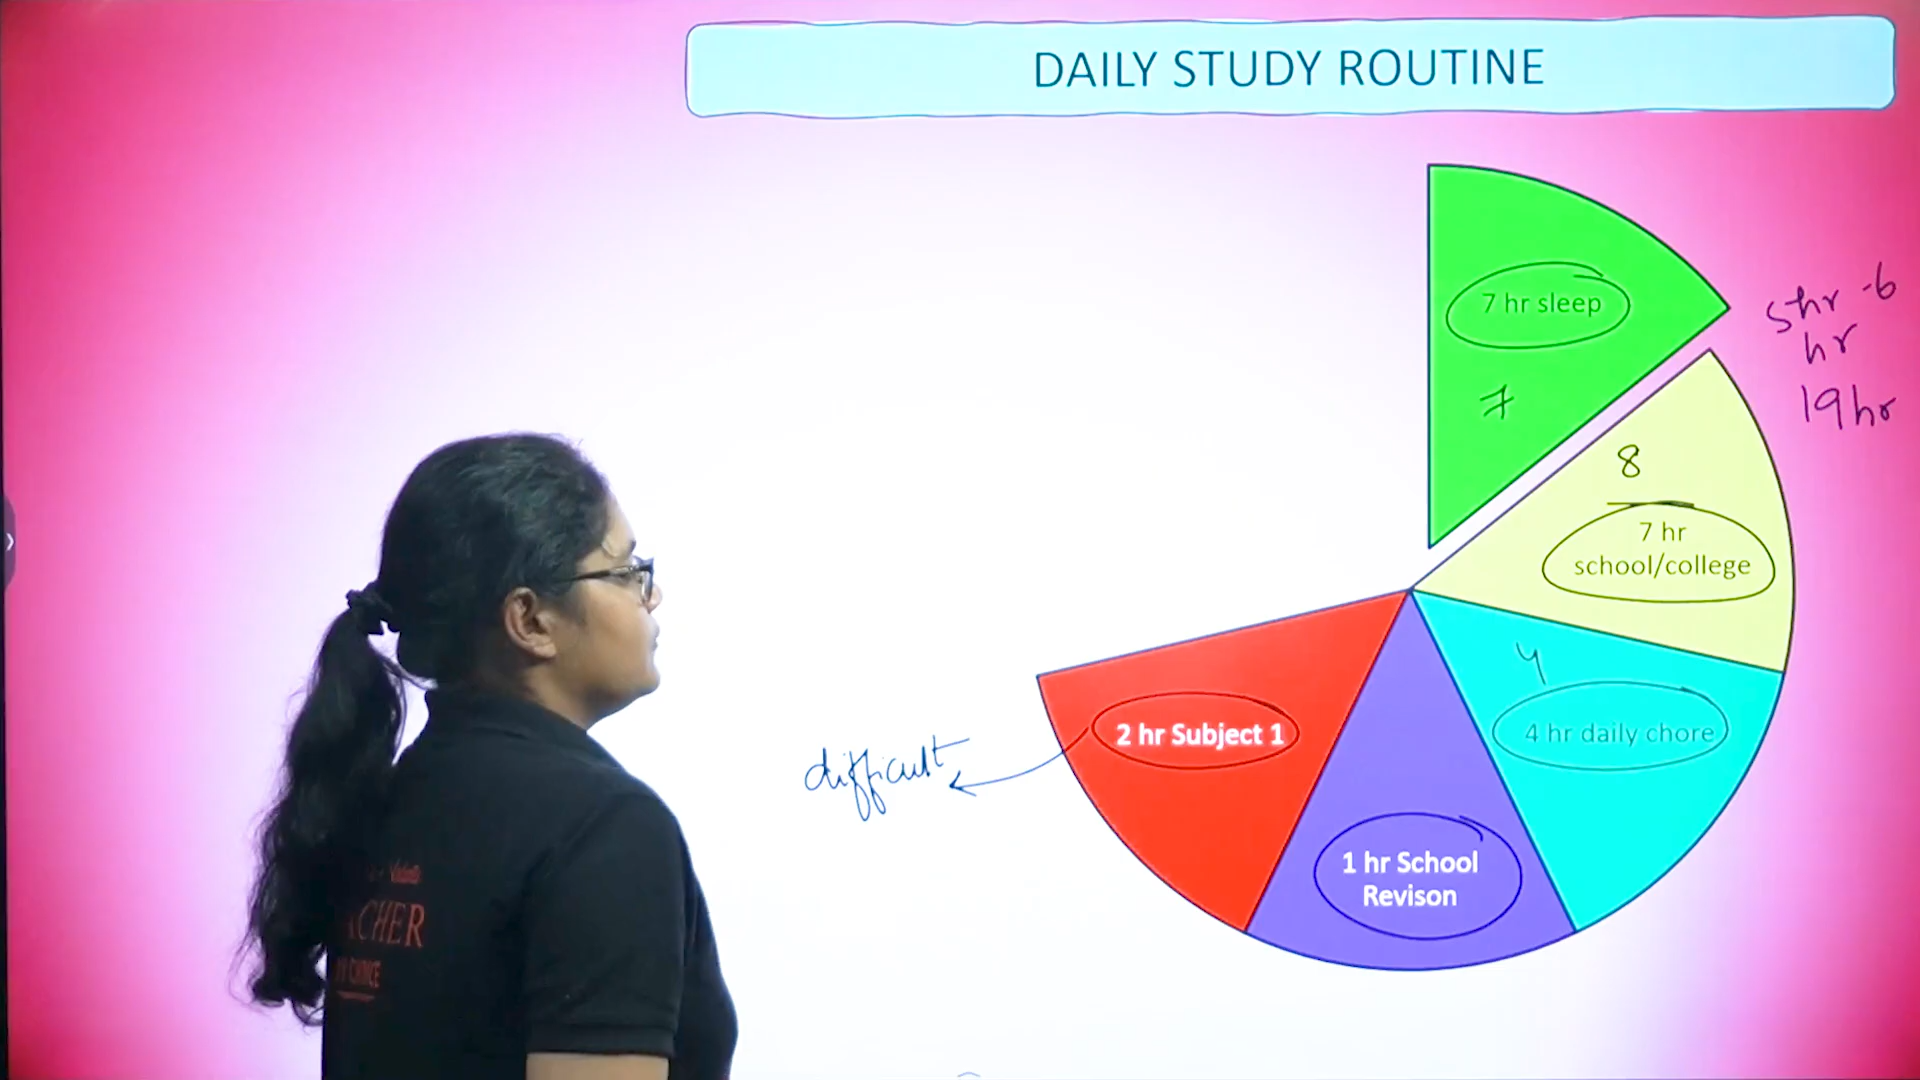 DAILY STUDY ROUTINE
7 hr sleep
7
5hr -6
hr
19hr
8
7 hr
school/college
4
4 hr daily chore
2 hr Subject 1
difficult
1 hr School
Revison
ACHER